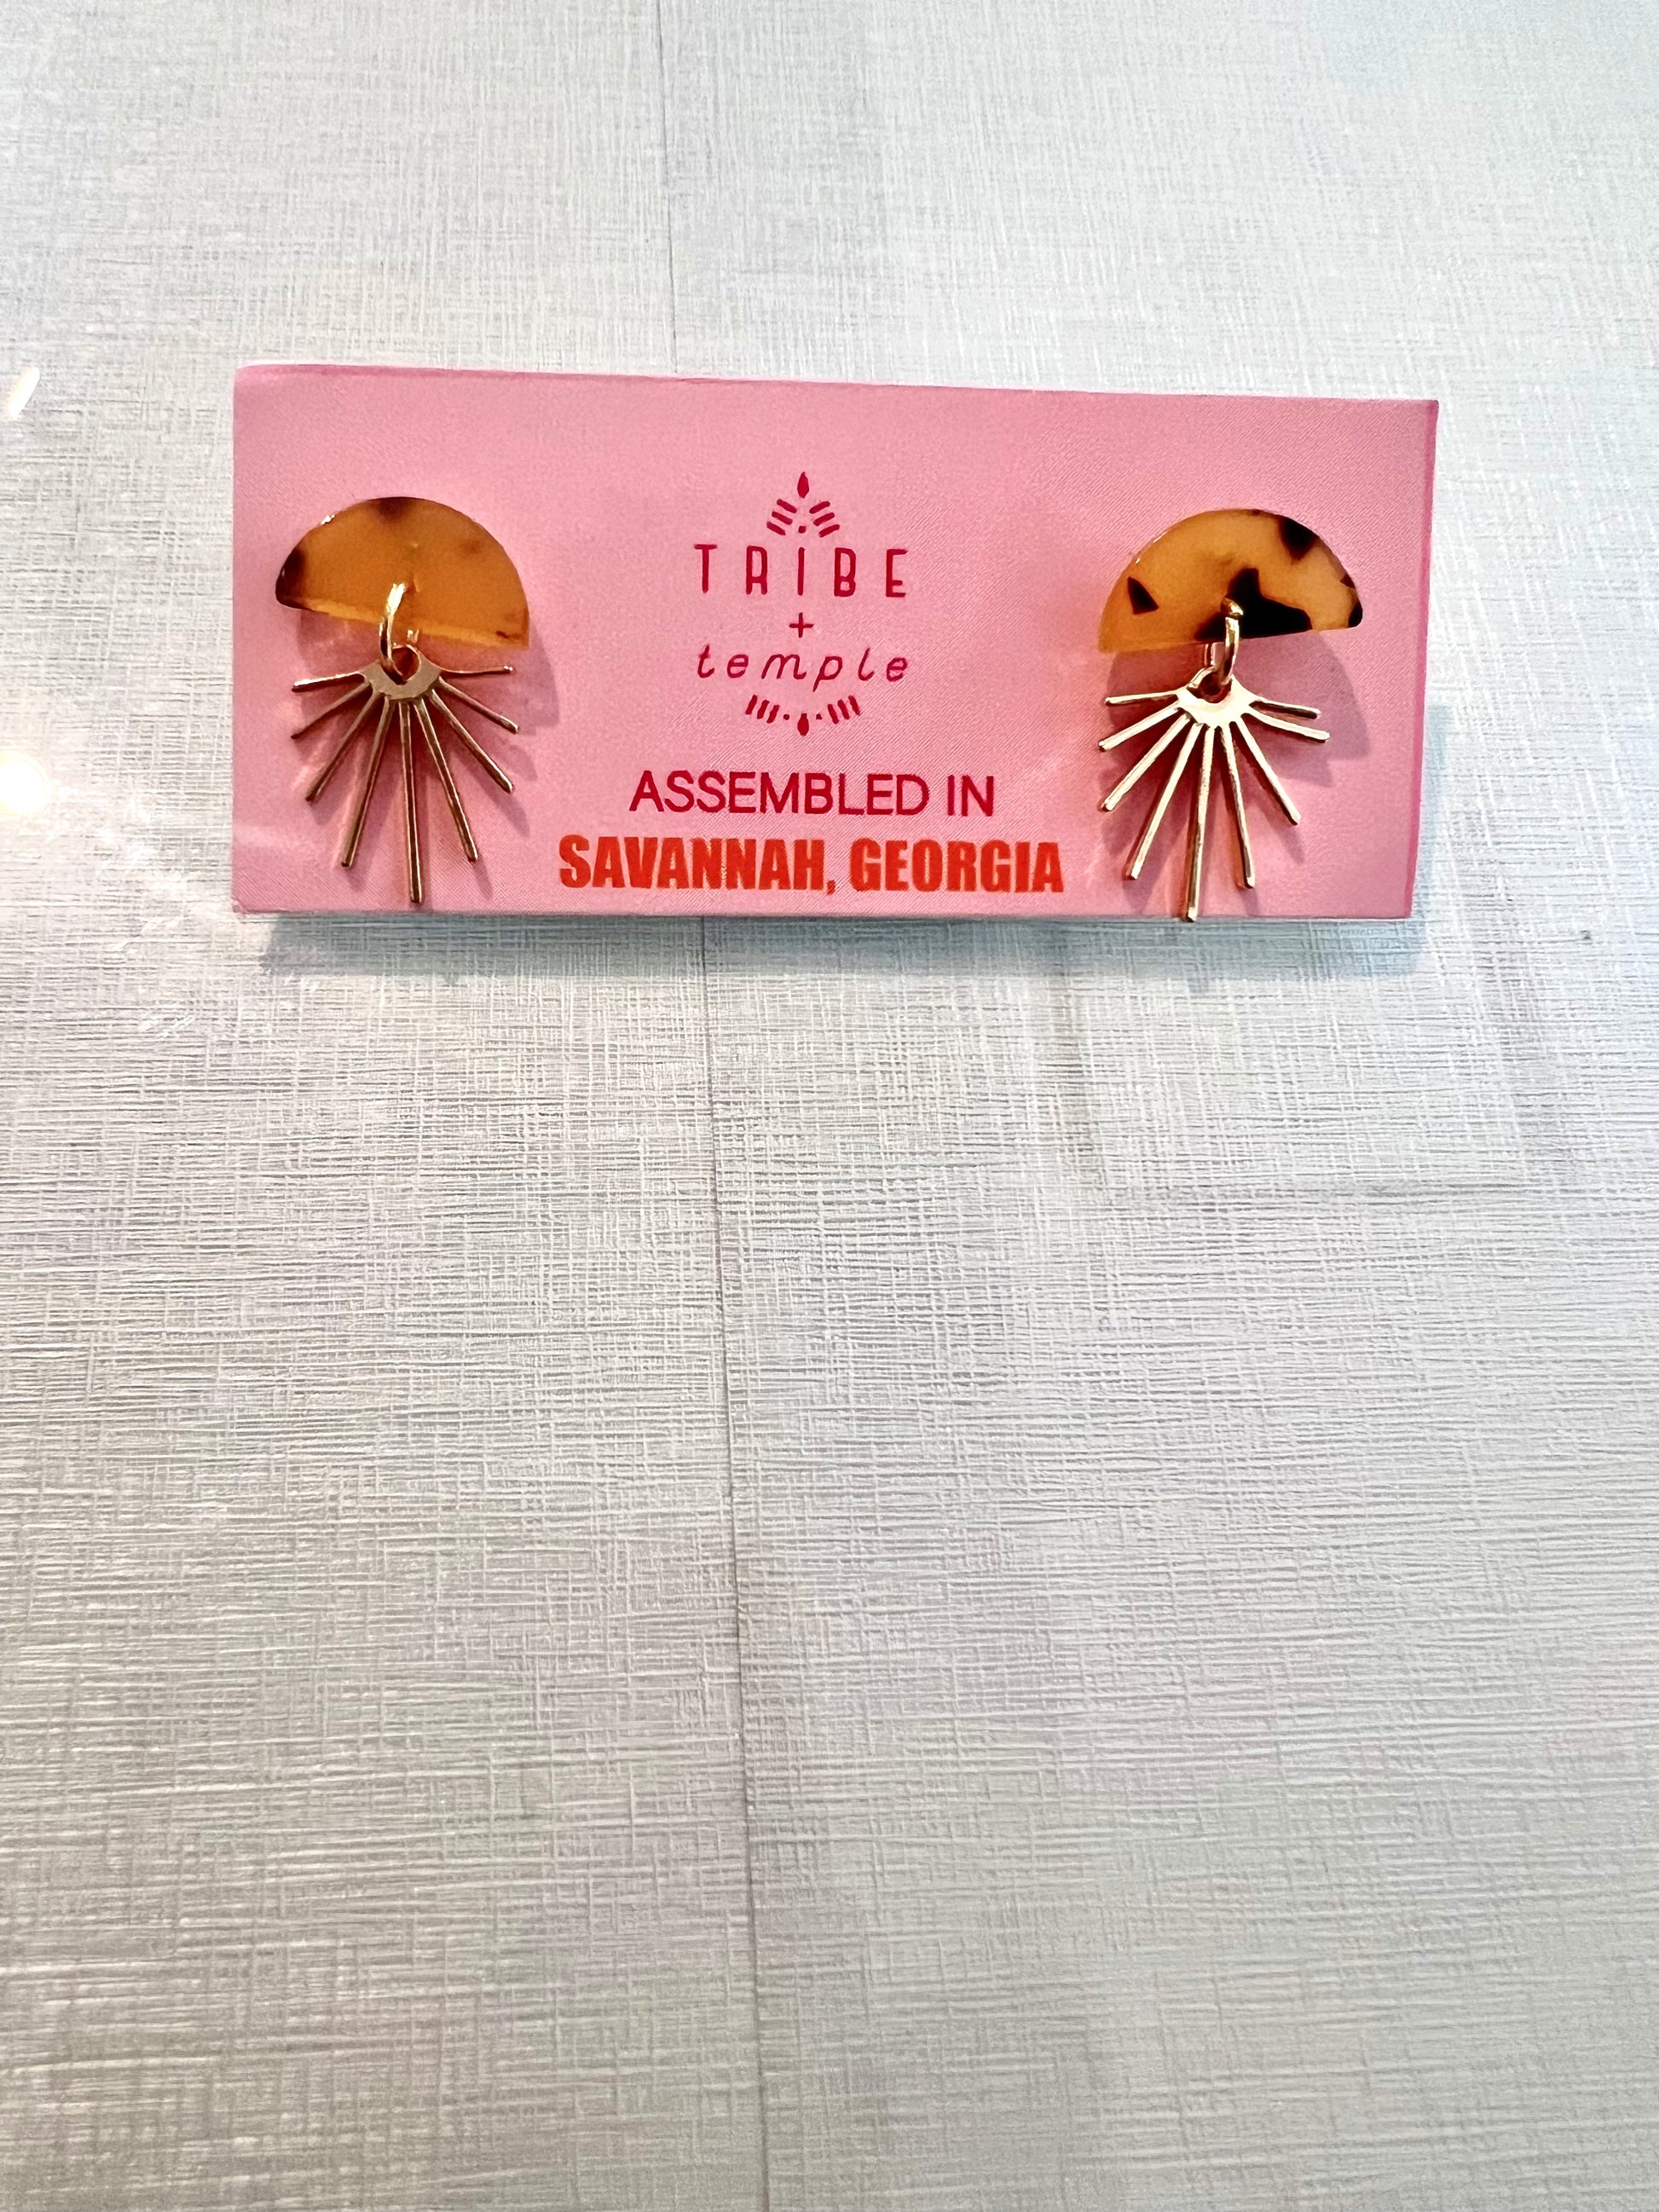 TRIBE
+
temple
ASSEMBLED IN
SAVANNAH, GEORGIA